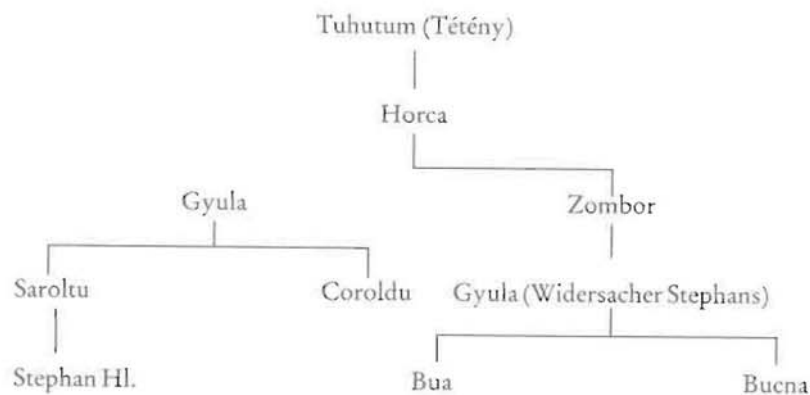 Tuhutum (Tétény)
Horca
Gyula
Zombor
Saroltu
Coroldu
Gyula (Widersacher Stephans)
Stephan Hl.
Bua
Bucna